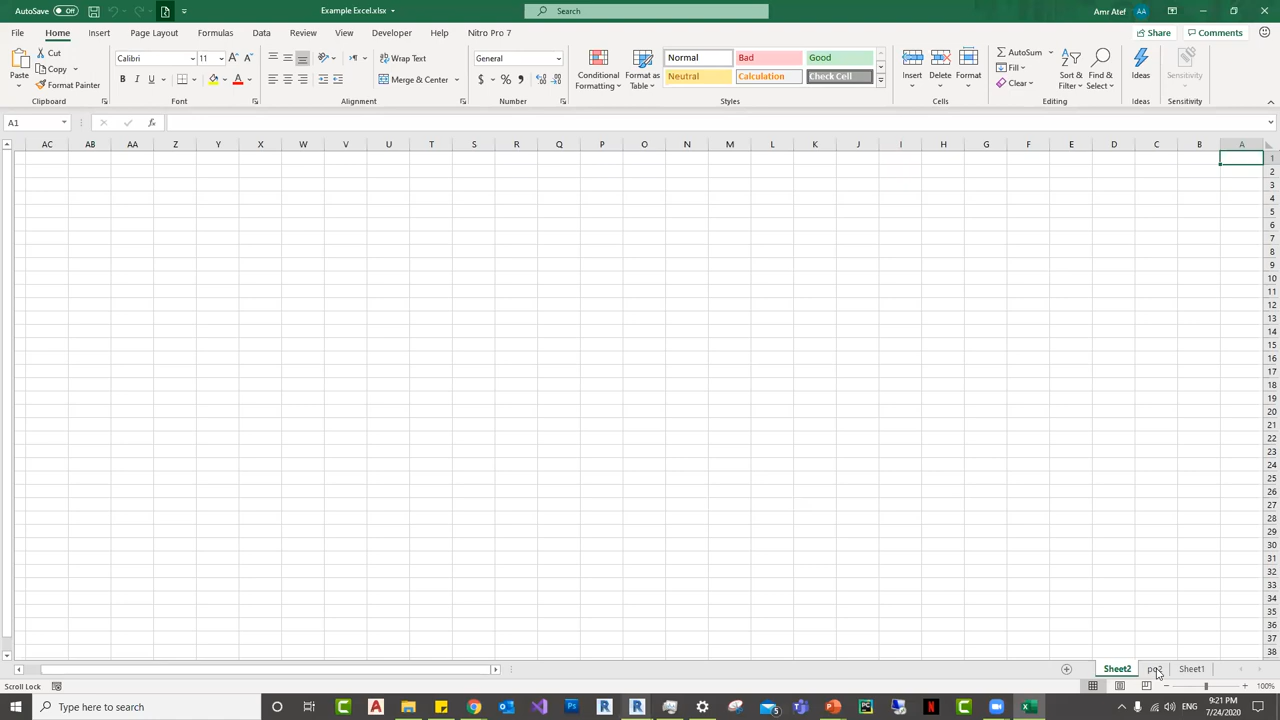 AutoSave Off Example Excel.xlsx Search Amr Atef AA
File Home Insert Page Layout Formulas Data Review View Developer Help Nitro Pro 7 Share Comments
Paste Cut Copy Format Painter Clipboard
Calibri 11 B I U A Font
Wrap Text Merge & Center Alignment
General $ % Number
Conditional Formatting Format as Table Normal Bad Good Neutral Calculation Check Cell Styles
Insert Delete Format Cells
AutoSum Fill Clear Sort & Filter Find & Select Editing
Ideas Ideas Sensitivity Sensitivity
A1 fx
AC AB AA Z Y X W V U T S R Q P O N M L K J I H G F E D C B A
1
2
3
4
5
6
7
8
9
10
11
12
13
14
15
16
17
18
19
20
21
22
23
24
25
26
27
28
29
30
31
32
33
34
35
36
37
38
Sheet2 Sheet1
Scroll Lock 100%
Type here to search 5 9:21 PM
7/24/2020